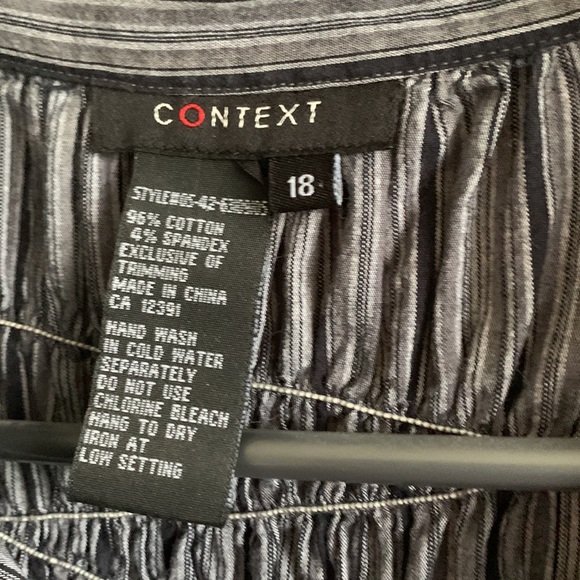 CONTEXT
18
96% COTTON
4% SPANDEX
EXCLUSIVE OF
TRIMMING
MADE IN CHINA
CA 12391
HAND WASH
IN COLD WATER
SEPARATELY
DO NOT USE
CHLORINE BLEACH
HANG TO DRY
IRON AT
LOW SETTING